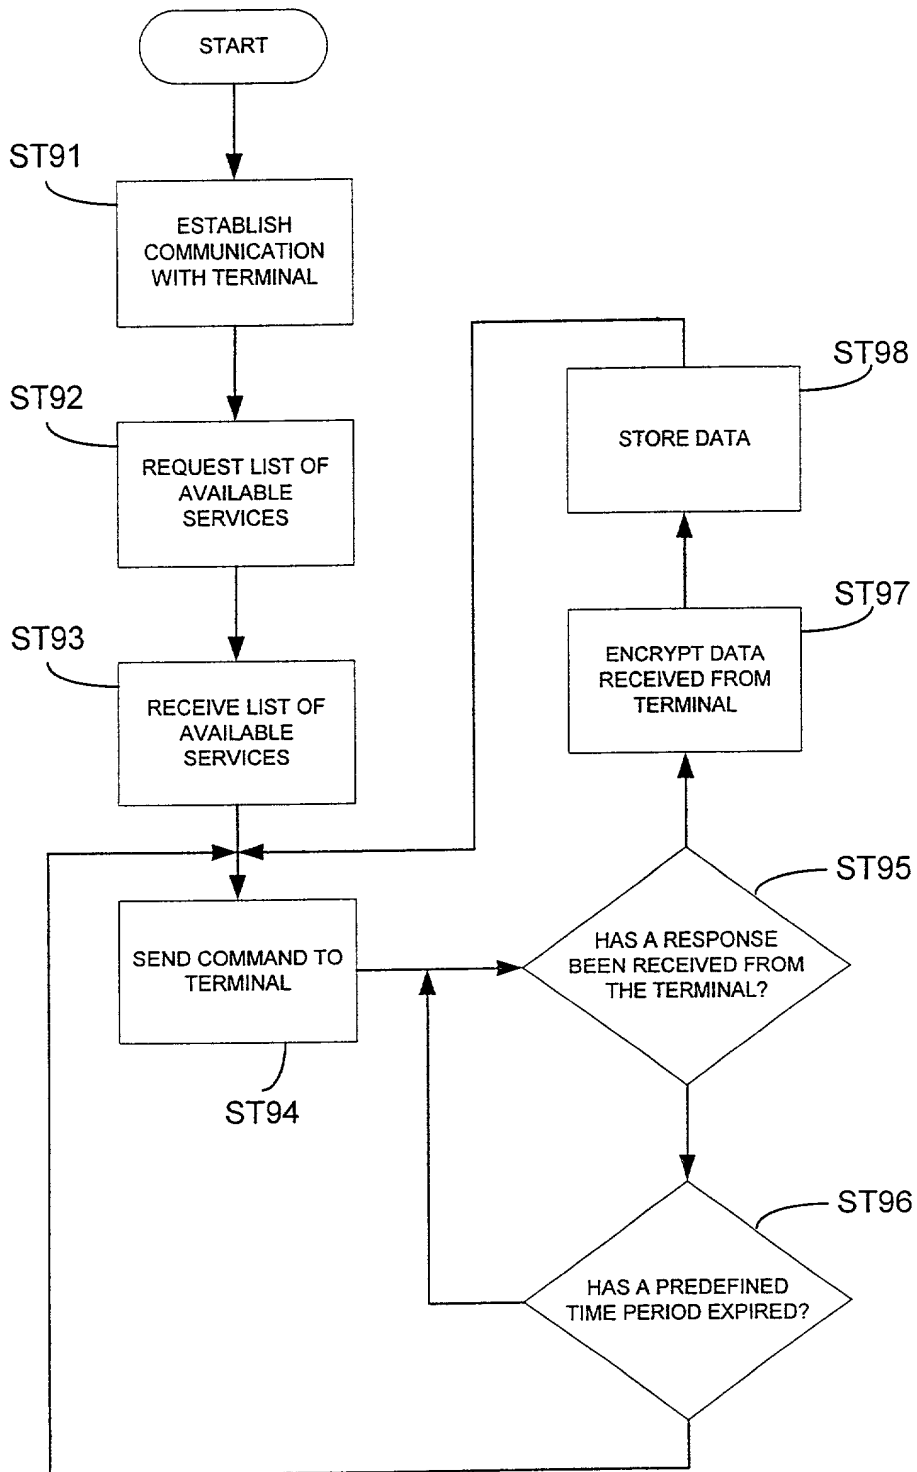 START
ST91
ESTABLISH
COMMUNICATION
WITH TERMINAL
ST92
REQUEST LIST OF
AVAILABLE
SERVICES
ST93
RECEIVE LIST OF
AVAILABLE
SERVICES
SEND COMMAND TO
TERMINAL
ST94
ST98
STORE DATA
ST97
ENCRYPT DATA
RECEIVED FROM
TERMINAL
ST95
HAS A RESPONSE
BEEN RECEIVED FROM
THE TERMINAL?
ST96
HAS A PREDEFINED
TIME PERIOD EXPIRED?